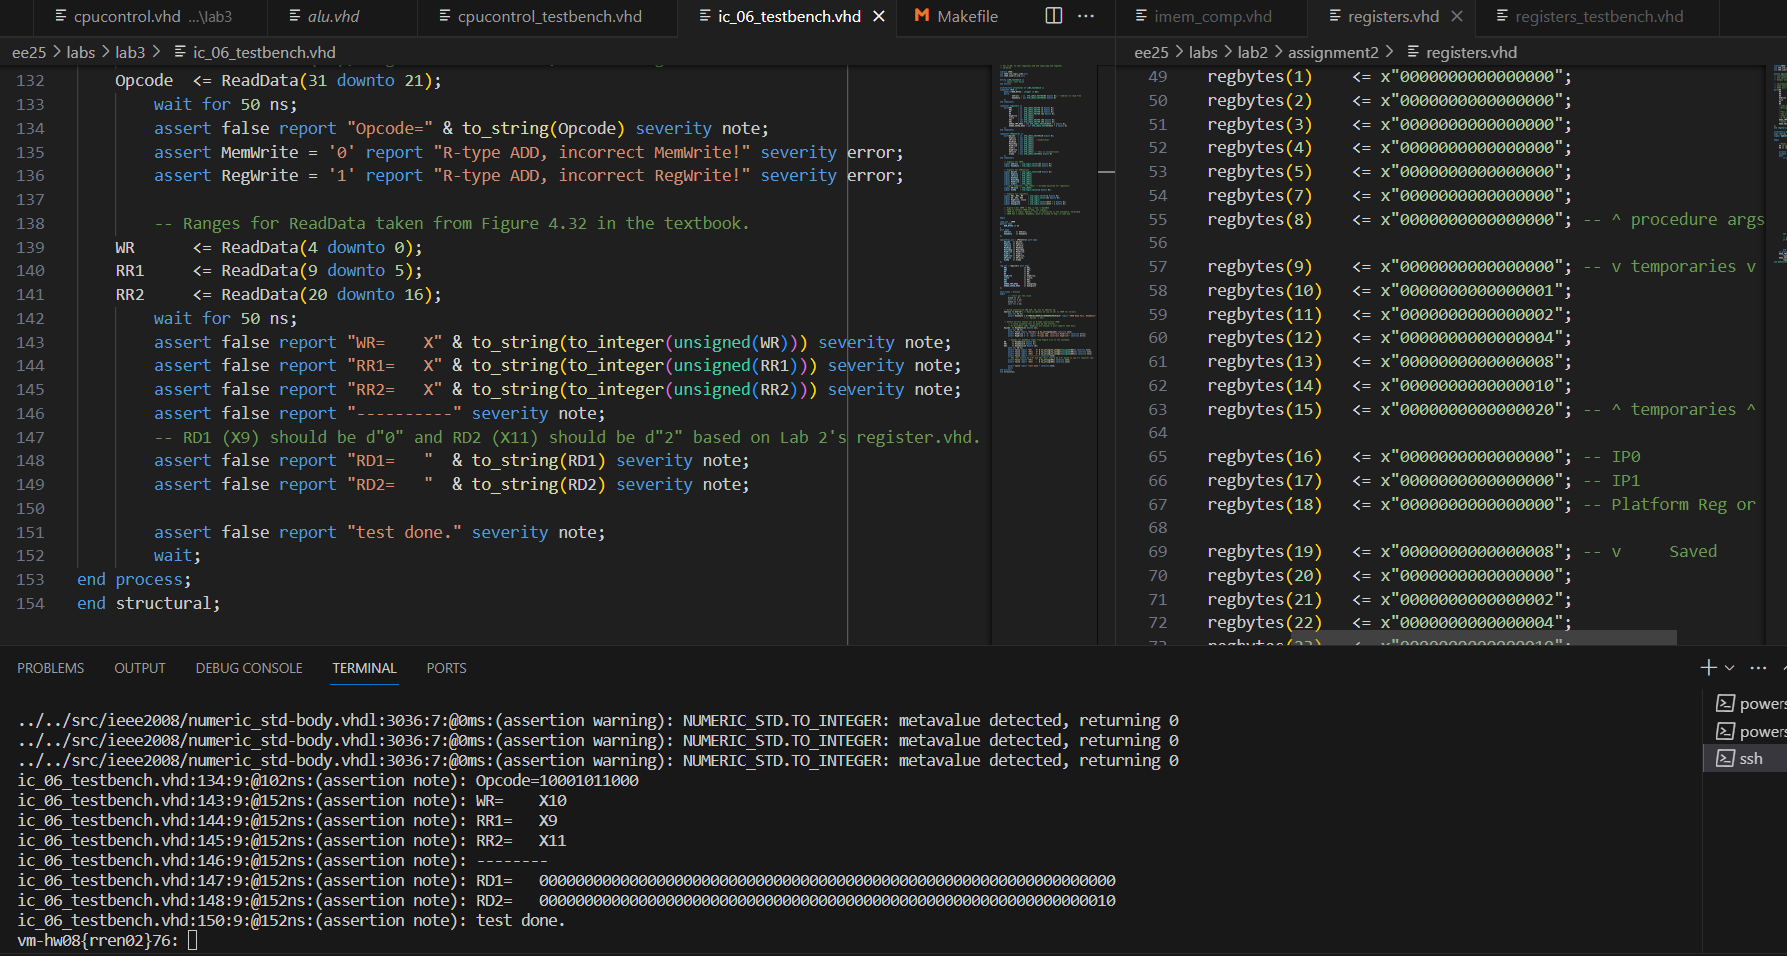 cpucontrol.vhd ...\lab3
alu.vhd
cpucontrol_testbench.vhd
ic_06_testbench.vhd
Makefile
imem_comp.vhd
registers.vhd
registers_testbench.vhd
ee25 > labs > lab3 > ic_06_testbench.vhd
ee25 > labs > lab2 > assignment2 > registers.vhd
132 Opcode <= ReadData(31 downto 21);
133 wait for 50 ns;
134 assert false report "Opcode=" & to_string(Opcode) severity note;
135 assert MemWrite = '0' report "R-type ADD, incorrect MemWrite!" severity error;
136 assert RegWrite = '1' report "R-type ADD, incorrect RegWrite!" severity error;
137
138 -- Ranges for ReadData taken from Figure 4.32 in the textbook.
139 WR <= ReadData(4 downto 0);
140 RR1 <= ReadData(9 downto 5);
141 RR2 <= ReadData(20 downto 16);
142 wait for 50 ns;
143 assert false report "WR= X" & to_string(to_integer(unsigned(WR))) severity note;
144 assert false report "RR1= X" & to_string(to_integer(unsigned(RR1))) severity note;
145 assert false report "RR2= X" & to_string(to_integer(unsigned(RR2))) severity note;
146 assert false report "----------" severity note;
147 -- RD1 (X9) should be d"0" and RD2 (X11) should be d"2" based on Lab 2's register.vhd.
148 assert false report "RD1= " & to_string(RD1) severity note;
149 assert false report "RD2= " & to_string(RD2) severity note;
150
151 assert false report "test done." severity note;
152 wait;
153 end process;
154 end structural;
49 regbytes(1) <= x"0000000000000000";
50 regbytes(2) <= x"0000000000000000";
51 regbytes(3) <= x"0000000000000000";
52 regbytes(4) <= x"0000000000000000";
53 regbytes(5) <= x"0000000000000000";
54 regbytes(7) <= x"0000000000000000";
55 regbytes(8) <= x"0000000000000000"; -- ^ procedure args
56
57 regbytes(9) <= x"0000000000000000"; -- v temporaries v
58 regbytes(10) <= x"0000000000000001";
59 regbytes(11) <= x"0000000000000002";
60 regbytes(12) <= x"0000000000000004";
61 regbytes(13) <= x"0000000000000008";
62 regbytes(14) <= x"0000000000000010";
63 regbytes(15) <= x"0000000000000020"; -- ^ temporaries ^
64
65 regbytes(16) <= x"0000000000000000"; -- IP0
66 regbytes(17) <= x"0000000000000000"; -- IP1
67 regbytes(18) <= x"0000000000000000"; -- Platform Reg or
68
69 regbytes(19) <= x"0000000000000008"; -- v Saved
70 regbytes(20) <= x"0000000000000000";
71 regbytes(21) <= x"0000000000000002";
72 regbytes(22) <= x"0000000000000004";
PROBLEMS OUTPUT DEBUG CONSOLE TERMINAL PORTS
../../src/ieee2008/numeric_std-body.vhdl:3036:7:@0ms:(assertion warning): NUMERIC_STD.TO_INTEGER: metavalue detected, returning 0
../../src/ieee2008/numeric_std-body.vhdl:3036:7:@0ms:(assertion warning): NUMERIC_STD.TO_INTEGER: metavalue detected, returning 0
../../src/ieee2008/numeric_std-body.vhdl:3036:7:@0ms:(assertion warning): NUMERIC_STD.TO_INTEGER: metavalue detected, returning 0
ic_06_testbench.vhd:134:9:@102ns:(assertion note): Opcode=10001011000
ic_06_testbench.vhd:143:9:@152ns:(assertion note): WR= X10
ic_06_testbench.vhd:144:9:@152ns:(assertion note): RR1= X9
ic_06_testbench.vhd:145:9:@152ns:(assertion note): RR2= X11
ic_06_testbench.vhd:146:9:@152ns:(assertion note): --------
ic_06_testbench.vhd:147:9:@152ns:(assertion note): RD1= 0000000000000000000000000000000000000000000000000000000000000000
ic_06_testbench.vhd:148:9:@152ns:(assertion note): RD2= 0000000000000000000000000000000000000000000000000000000000000010
ic_06_testbench.vhd:150:9:@152ns:(assertion note): test done.
vm-hw08{rren02}76:
powers
powers
ssh